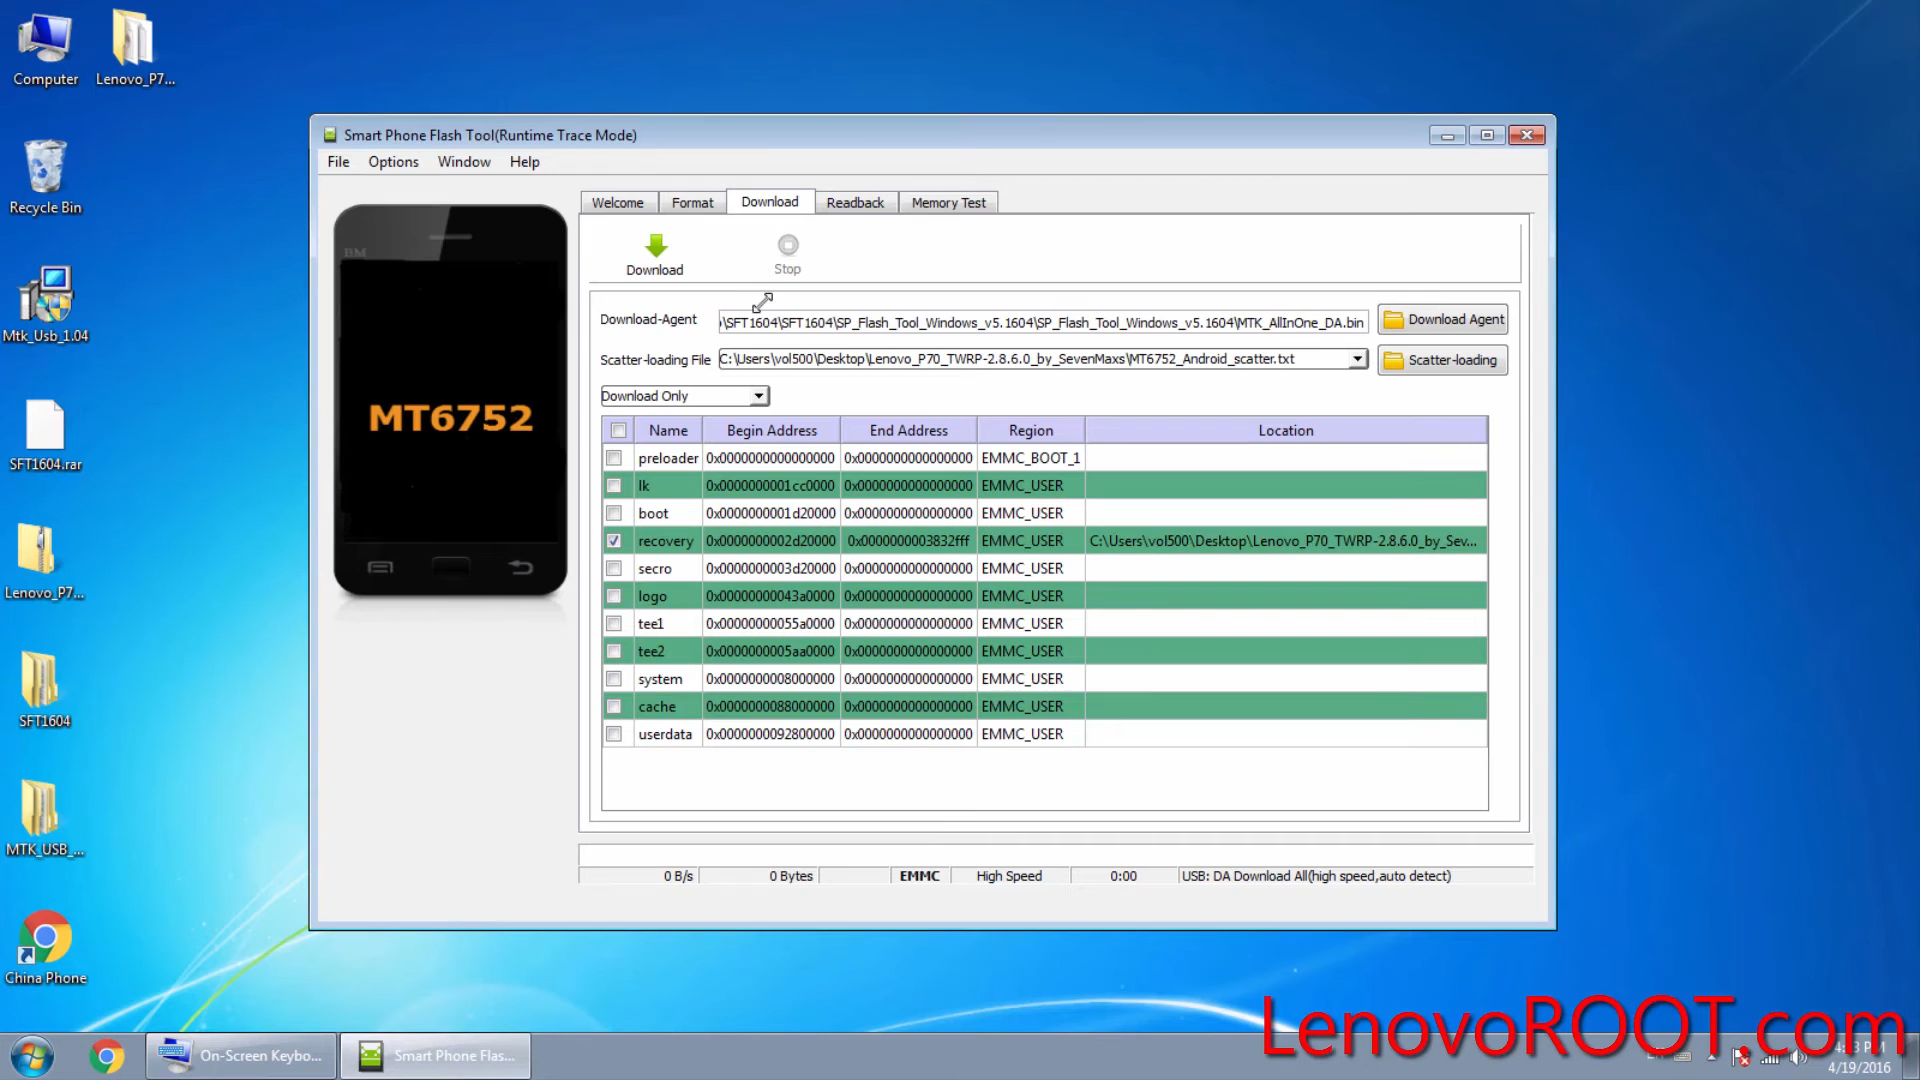 Computer
Lenovo_P7...
Recycle Bin
Mtk_Usb_1.04
SFT1604.rar
Lenovo_P7...
SFT1604
MTK_USB_...
China Phone
Smart Phone Flash Tool(Runtime Trace Mode)
File Options Window Help
BM
MT6752
Welcome Format Download Readback Memory Test
Download Stop
Download-Agent \SFT1604\SFT1604\SP_Flash_Tool_Windows_v5.1604\SP_Flash_Tool_Windows_v5.1604\MTK_AllInOne_DA.bin Download Agent
Scatter-loading File C:\Users\vol500\Desktop\Lenovo_P70_TWRP-2.8.6.0_by_SevenMaxs\MT6752_Android_scatter.txt Scatter-loading
Download Only
Name Begin Address End Address Region Location
preloader 0x0000000000000000 0x0000000000000000 EMMC_BOOT_1
lk 0x0000000001cc0000 0x0000000000000000 EMMC_USER
boot 0x0000000001d20000 0x0000000000000000 EMMC_USER
recovery 0x0000000002d20000 0x0000000003832fff EMMC_USER C:\Users\vol500\Desktop\Lenovo_P70_TWRP-2.8.6.0_by_Sev...
secro 0x0000000003d20000 0x0000000000000000 EMMC_USER
logo 0x00000000043a0000 0x0000000000000000 EMMC_USER
tee1 0x00000000055a0000 0x0000000000000000 EMMC_USER
tee2 0x0000000005aa0000 0x0000000000000000 EMMC_USER
system 0x0000000008000000 0x0000000000000000 EMMC_USER
cache 0x0000000088000000 0x0000000000000000 EMMC_USER
userdata 0x0000000092800000 0x0000000000000000 EMMC_USER
0 B/s 0 Bytes EMMC High Speed 0:00 USB: DA Download All(high speed,auto detect)
LenovoROOT.com
On-Screen Keybo...
Smart Phone Flas...
4/19/2016